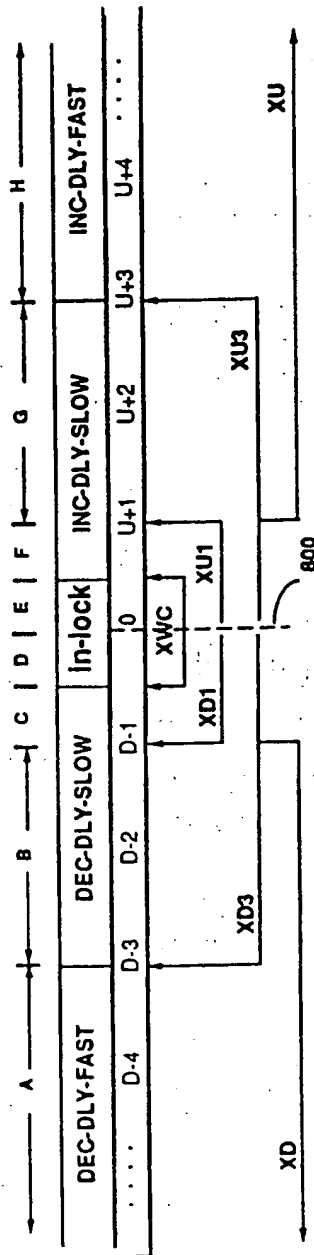 A B C D E F G H
DEC-DLY-FAST DEC-DLY-SLOW In-lock INC-DLY-SLOW INC-DLY-FAST
..... D-4 D-3 D-2 D-1 0 U+1 U+2 U+3 U+4 ....
XWC
XD1 XU1
XD3 XU3
XD XU
800